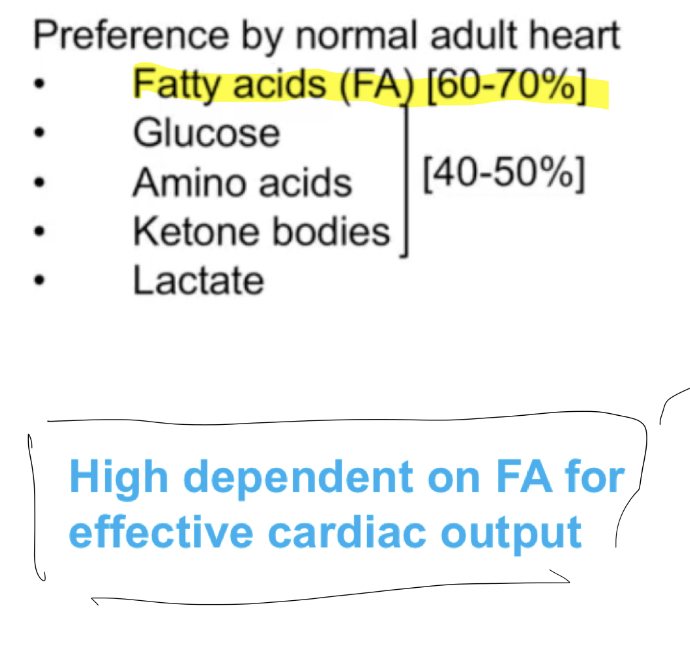 Preference by normal adult heart
• Fatty acids (FA) [60-70%]
• Glucose
• Amino acids [40-50%]
• Ketone bodies
• Lactate
High dependent on FA for
effective cardiac output